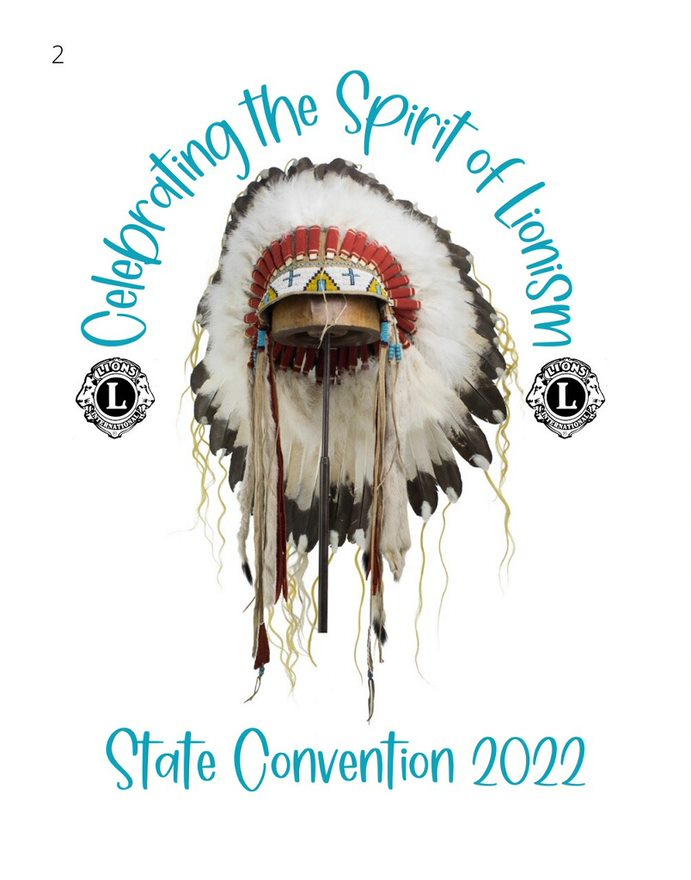 2
Celebrating the Spirit of Lionism
LIONS
L
INTERNATIONAL
LIONS
L
INTERNATIONAL
State Convention 2022